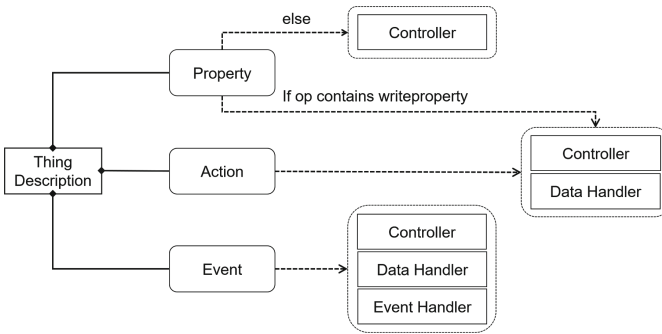 else
Controller
Property
If op contains writeproperty
Thing
Description
Action
Controller
Data Handler
Controller
Event
Data Handler
Event Handler